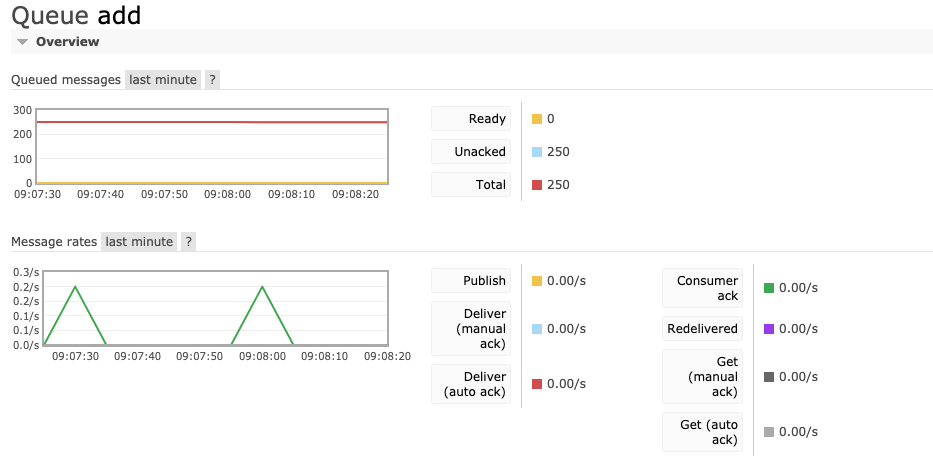 Queue add
Overview
Queued messages last minute ?
300
200
100
0
09:07:30 09:07:40 09:07:50 09:08:00 09:08:10 09:08:20
Ready 0
Unacked 250
Total 250
Message rates last minute ?
0.3/s
0.2/s
0.2/s
0.1/s
0.1/s
0.0/s
09:07:30 09:07:40 09:07:50 09:08:00 09:08:10 09:08:20
Publish 0.00/s
Deliver
(manual
ack)
0.00/s
Deliver
(auto ack)
0.00/s
Consumer
ack
0.00/s
Redelivered 0.00/s
Get
(manual
ack)
0.00/s
Get (auto
ack)
0.00/s